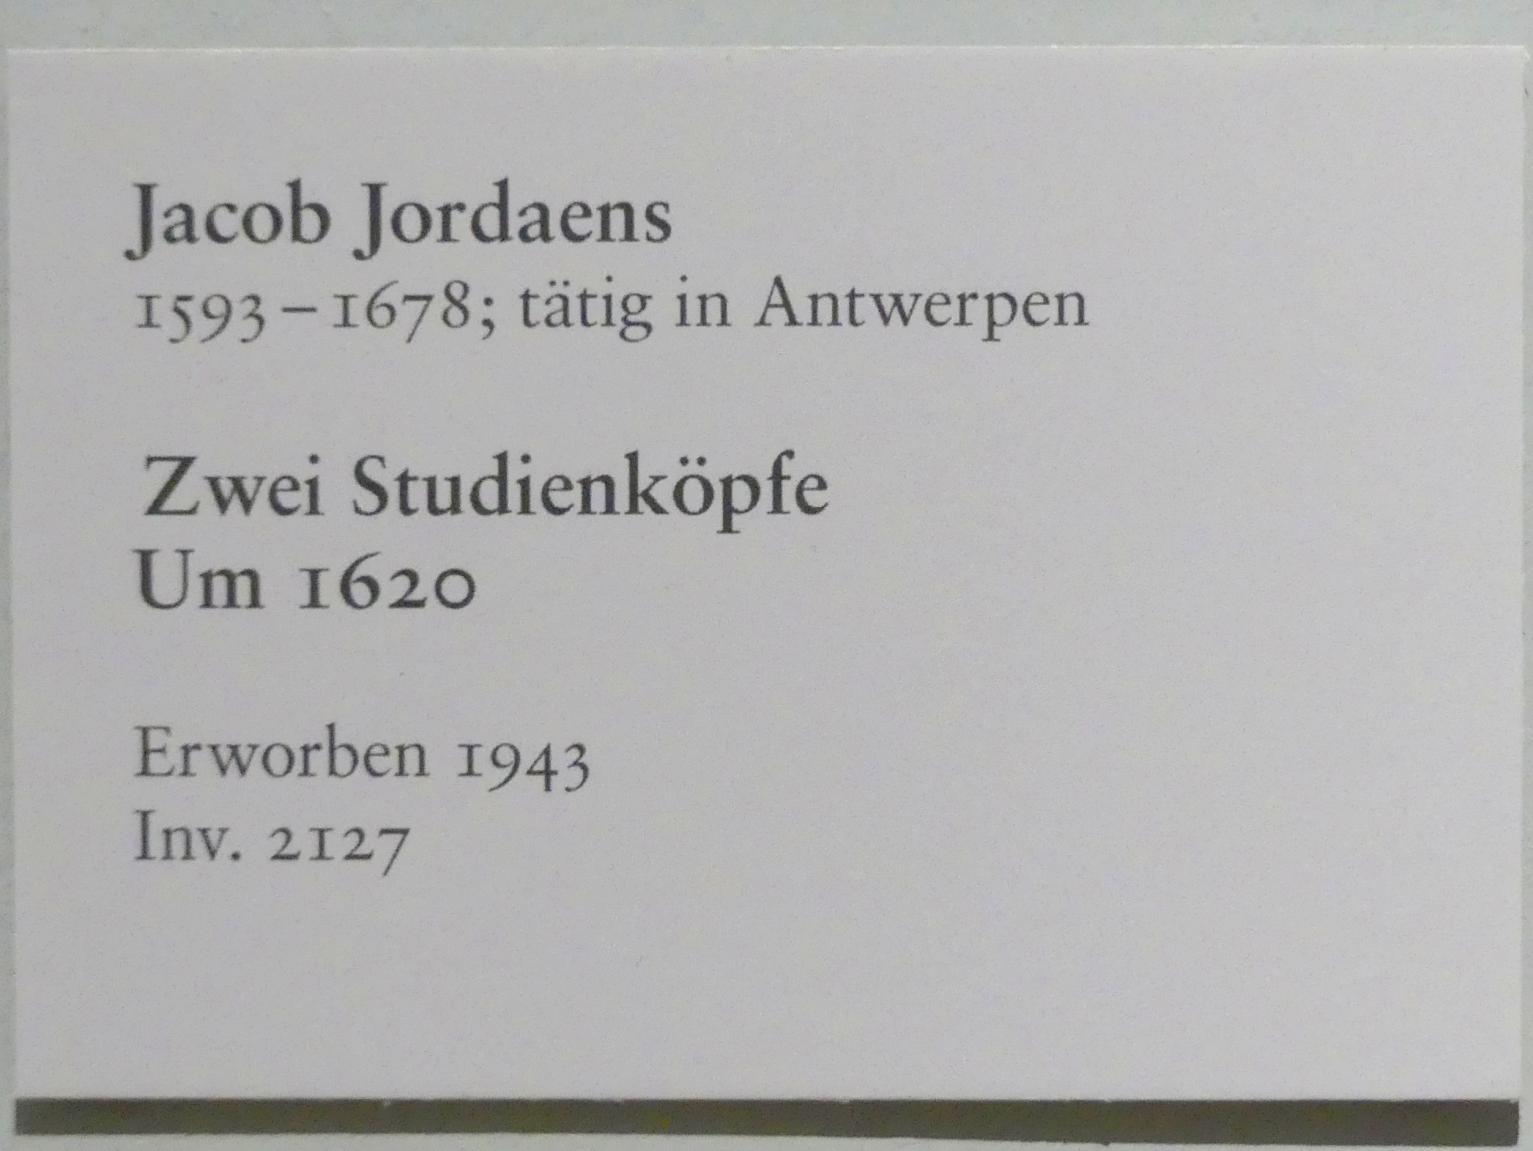 Jacob Jordaens
1593 – 1678; tätig in Antwerpen
Zwei Studienköpfe
Um 1620
Erworben 1943
Inv. 2127